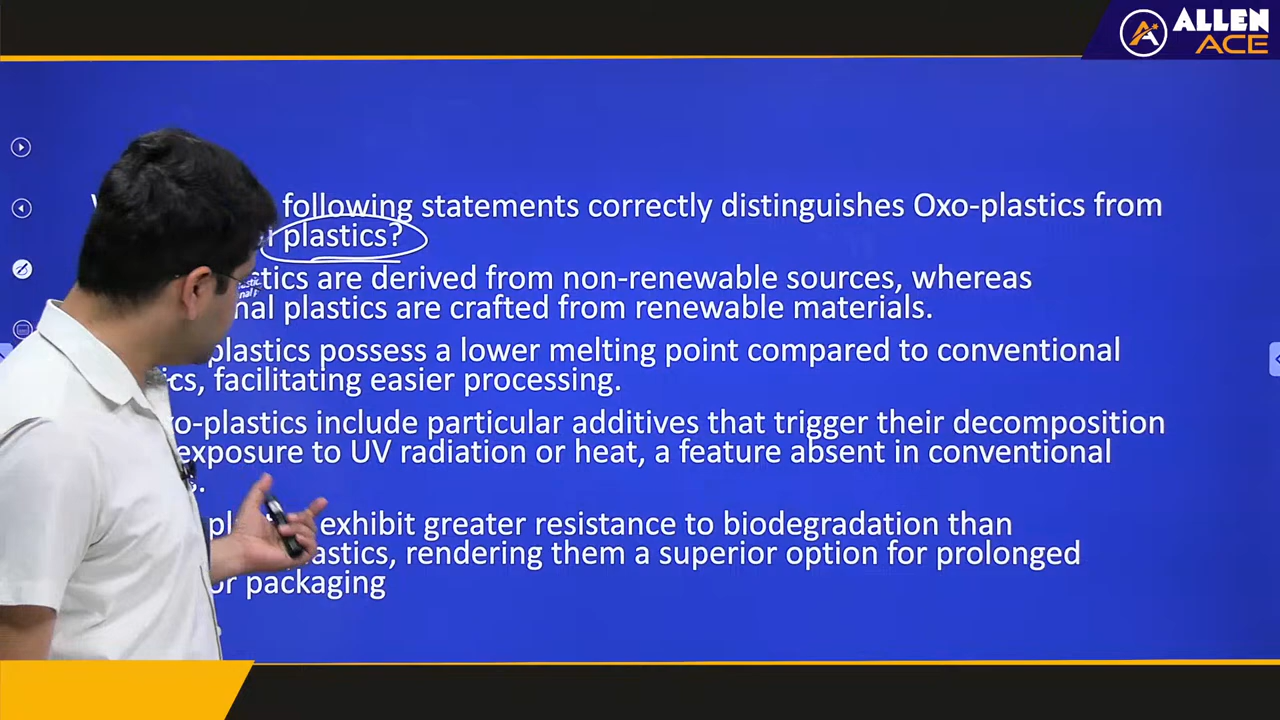 ALLEN
ACE
following statements correctly distinguishes Oxo-plastics from
plastics?
tics are derived from non-renewable sources, whereas
nal plastics are crafted from renewable materials.
plastics possess a lower melting point compared to conventional
cs, facilitating easier processing.
o-plastics include particular additives that trigger their decomposition
exposure to UV radiation or heat, a feature absent in conventional
s.
exhibit greater resistance to biodegradation than
lastics, rendering them a superior option for prolonged
or packaging